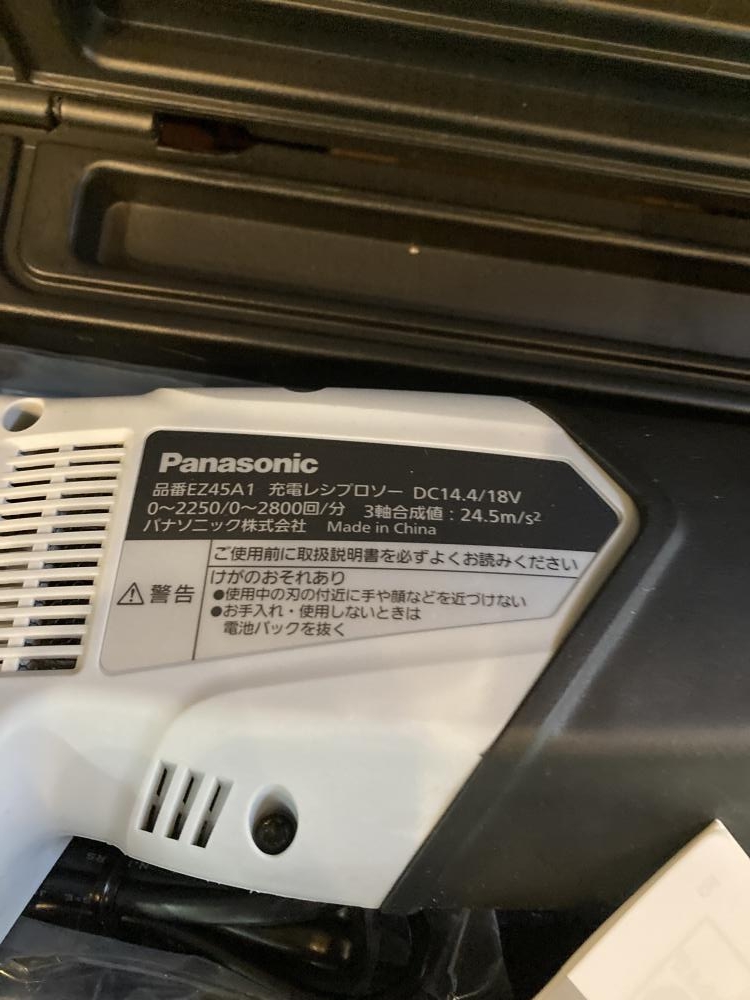 Panasonic
品番EZ45A1 充電レシプロソー DC14.4/18V
0～2250/0～2800回/分 3軸合成値：24.5m/s²
パナソニック株式会社 Made in China
ご使用前に取扱説明書を必ずよくお読みください
警告
けがのおそれあり
●使用中の刃の付近に手や顔などを近づけない
●お手入れ・使用しないときは
電池パックを抜く